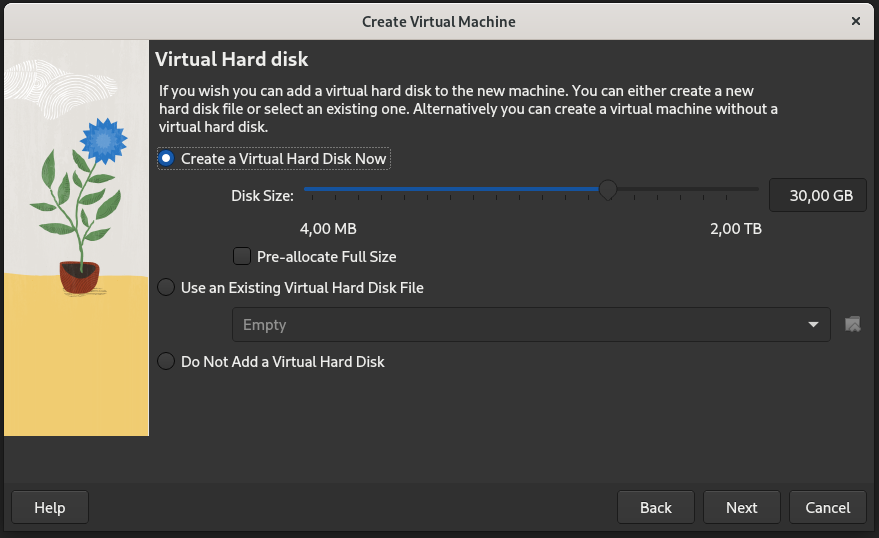 Create Virtual Machine
Virtual Hard disk
If you wish you can add a virtual hard disk to the new machine. You can either create a new
hard disk file or select an existing one. Alternatively you can create a virtual machine without a
virtual hard disk.
Create a Virtual Hard Disk Now
Disk Size:
30,00 GB
4,00 MB
2,00 TB
Pre-allocate Full Size
Use an Existing Virtual Hard Disk File
Empty
Do Not Add a Virtual Hard Disk
Help
Back
Next
Cancel